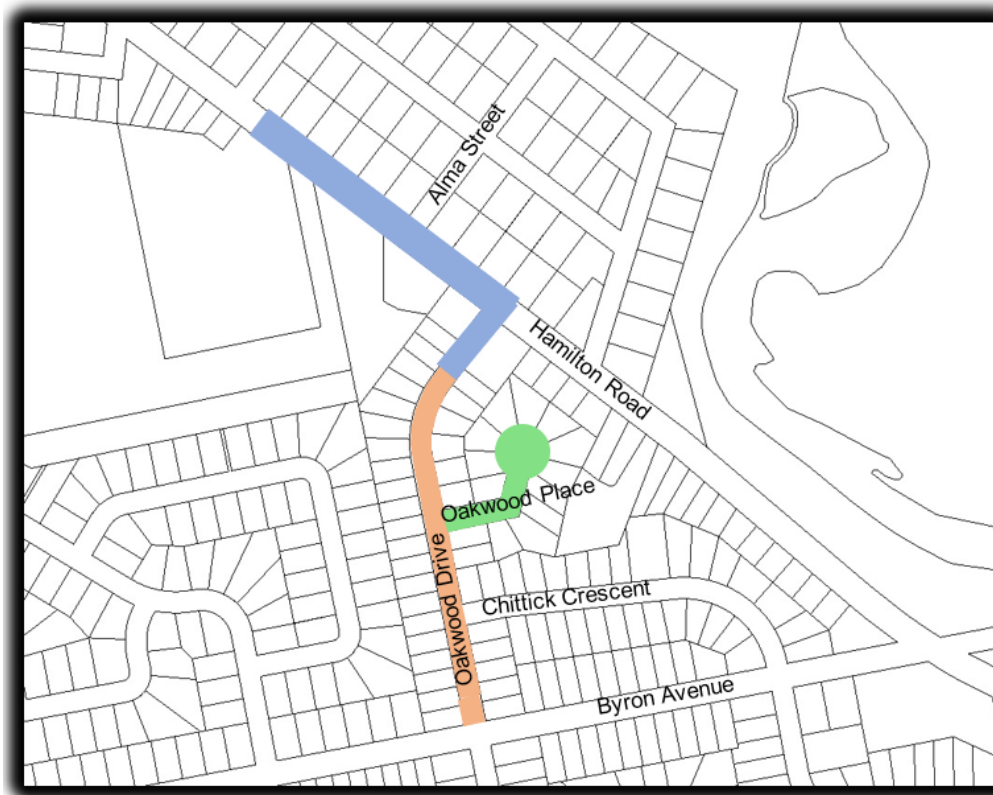 Alma Street
Hamilton Road
Oakwood Place
Oakwood Drive
Chittick Crescent
Byron Avenue